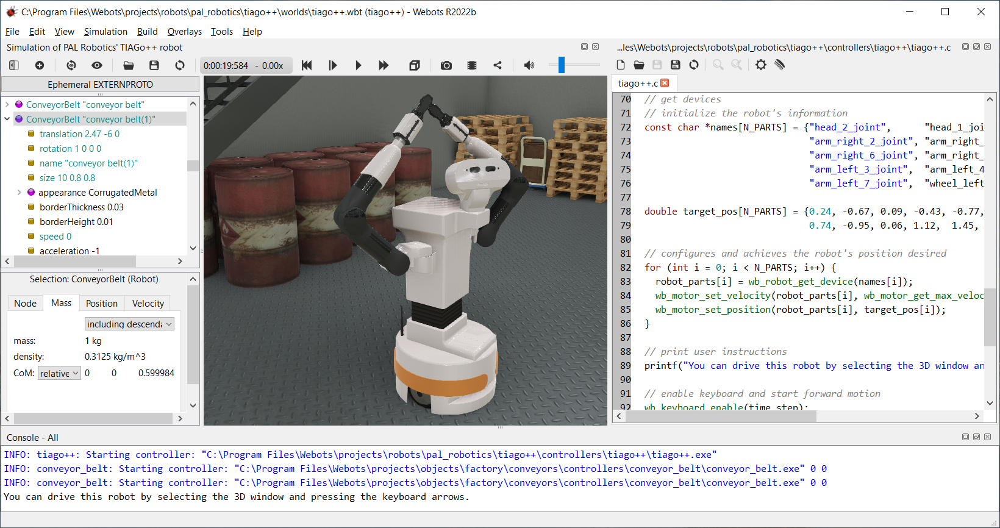 C:\Program Files\Webots\projects\robots\pal_robotics\tiago++\worlds\tiago++.wbt (tiago++) - Webots R2022b
File Edit View Simulation Build Overlays Tools Help
Simulation of PAL Robotics' TIAGo++ robot
0:00:19:584 - 0.00x
Ephemeral EXTERNPROTO
ConveyorBelt "conveyor belt"
ConveyorBelt "conveyor belt(1)"
translation 2.47 -6 0
rotation 1 0 0 0
name "conveyor belt(1)"
size 10 0.8 0.8
appearance CorrugatedMetal
borderThickness 0.03
borderHeight 0.01
speed 0
acceleration -1
Selection: ConveyorBelt (Robot)
Node Mass Position Velocity
including descenda
mass: 1 kg
density: 0.3125 kg/m^3
CoM: relative 0 0 0.599984
...les\Webots\projects\robots\pal_robotics\tiago++\controllers\tiago++\tiago++.c
tiago++.c
70 // get devices
71 // initialize the robot's information
72 const char *names[N_PARTS] = {"head_2_joint", "head_1_joi
73 "arm_right_2_joint", "arm_right_
74 "arm_right_6_joint", "arm_right_
75 "arm_left_3_joint", "arm_left_4
76 "arm_left_7_joint", "wheel_left
77
78 double target_pos[N_PARTS] = {0.24, -0.67, 0.09, -0.43, -0.77,
79 0.74, -0.95, 0.06, 1.12, 1.45,
80
81 // configures and achieves the robot's position desired
82 for (int i = 0; i < N_PARTS; i++) {
83 robot_parts[i] = wb_robot_get_device(names[i]);
84 wb_motor_set_velocity(robot_parts[i], wb_motor_get_max_veloc
85 wb_motor_set_position(robot_parts[i], target_pos[i]);
86 }
87
88 // print user instructions
89 printf("You can drive this robot by selecting the 3D window an
90
91 // enable keyboard and start forward motion
92 wb_keyboard_enable(time_step);
Console - All
INFO: tiago++: Starting controller: "C:\Program Files\Webots\projects\robots\pal_robotics\tiago++\controllers\tiago++\tiago++.exe"
INFO: conveyor_belt: Starting controller: "C:\Program Files\Webots\projects\objects\factory\conveyors\controllers\conveyor_belt\conveyor_belt.exe" 0 0
INFO: conveyor_belt: Starting controller: "C:\Program Files\Webots\projects\objects\factory\conveyors\controllers\conveyor_belt\conveyor_belt.exe" 0 0
You can drive this robot by selecting the 3D window and pressing the keyboard arrows.